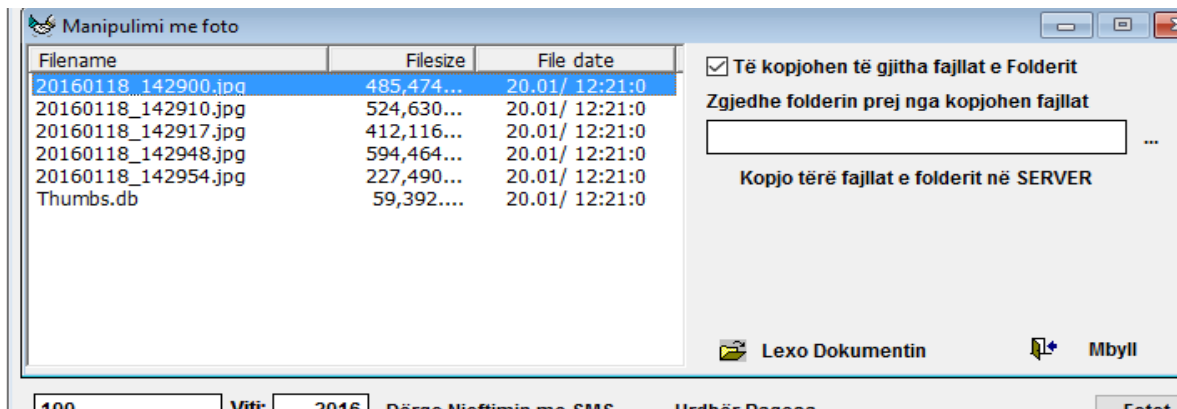 Manipulimi me foto
Filename Filesize File date
20160118_142900.jpg 485,474... 20.01/ 12:21:0
20160118_142910.jpg 524,630... 20.01/ 12:21:0
20160118_142917.jpg 412,116... 20.01/ 12:21:0
20160118_142948.jpg 594,464... 20.01/ 12:21:0
20160118_142954.jpg 227,490... 20.01/ 12:21:0
Thumbs.db 59,392.... 20.01/ 12:21:0
Të kopjohen të gjitha fajllat e Folderit
Zgjedhe folderin prej nga kopjohen fajllat
...
Kopjo tërë fajllat e folderit në SERVER
Lexo Dokumentin Mbyll
Viti: 2016